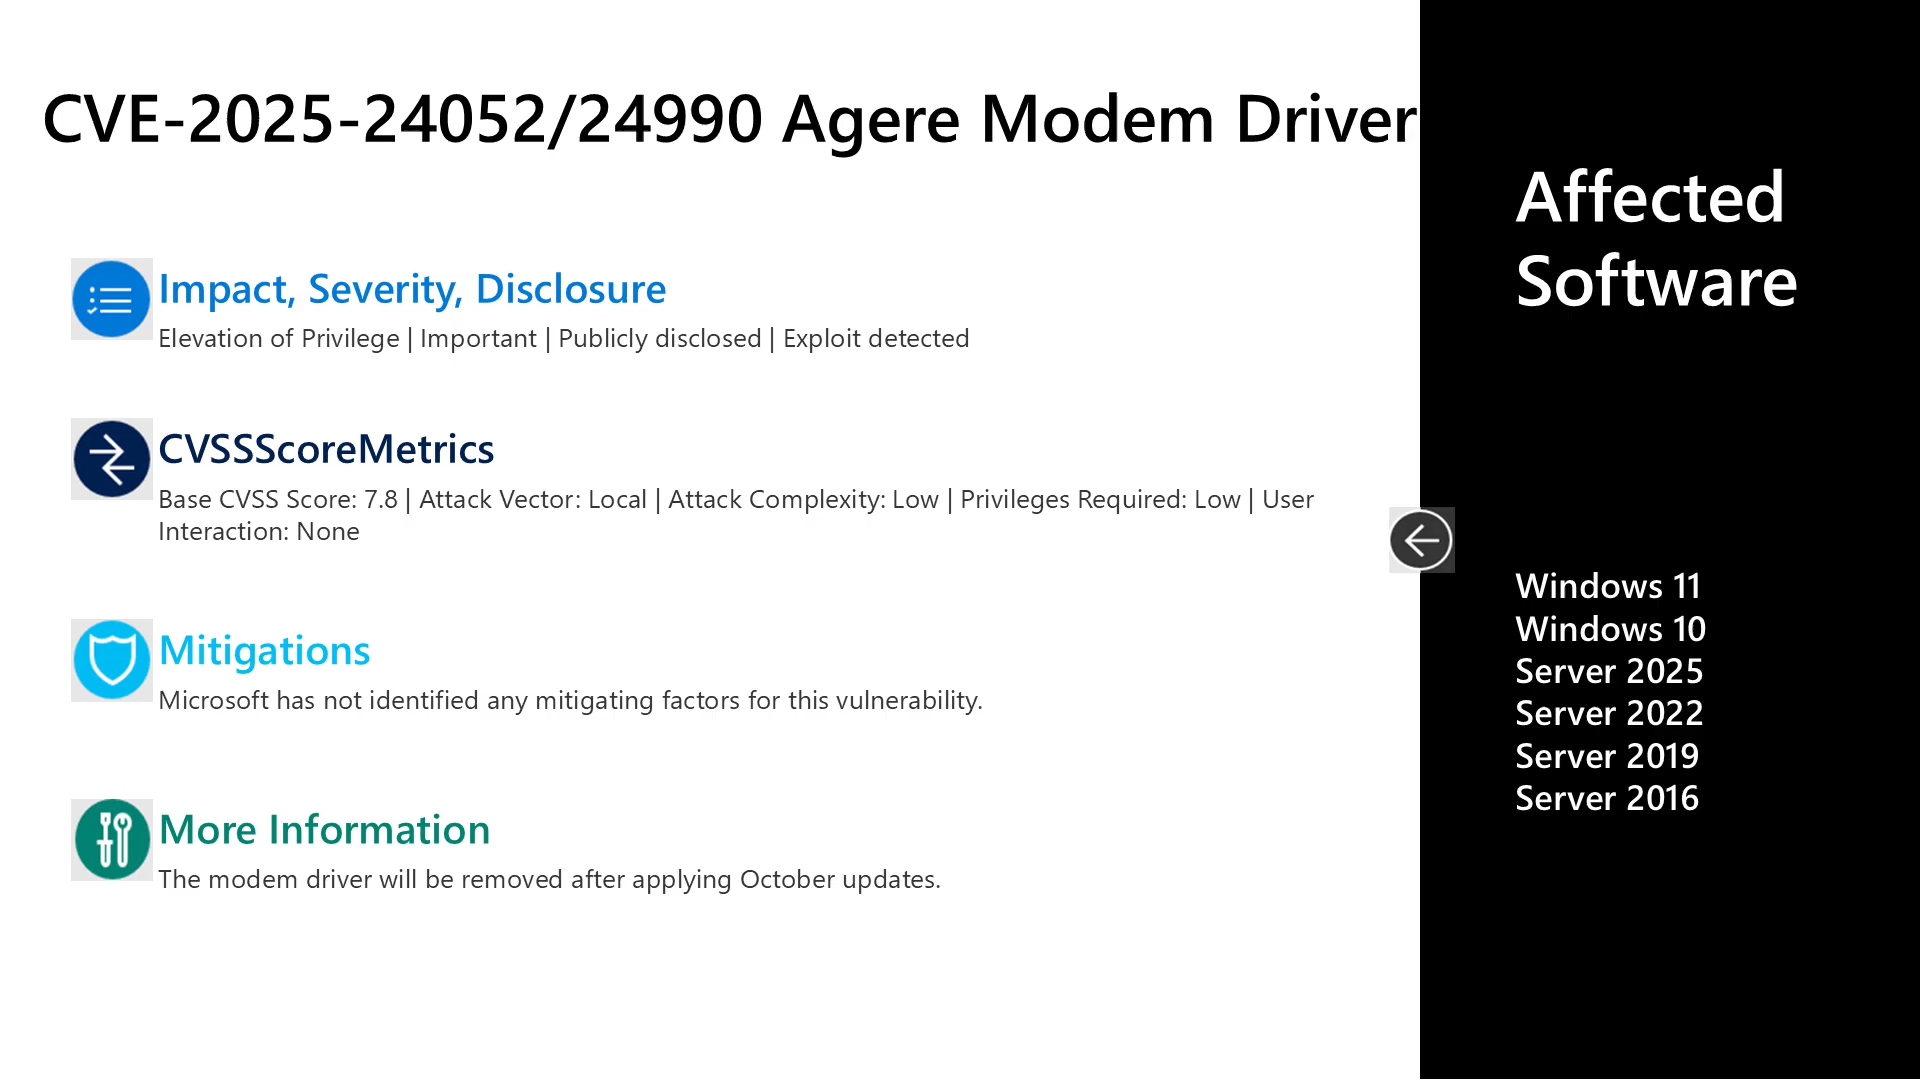 CVE-2025-24052/24990 Agere Modem Driver
Impact, Severity, Disclosure
Elevation of Privilege | Important | Publicly disclosed | Exploit detected
CVSSScoreMetrics
Base CVSS Score: 7.8 | Attack Vector: Local | Attack Complexity: Low | Privileges Required: Low | User
Interaction: None
Mitigations
Microsoft has not identified any mitigating factors for this vulnerability.
More Information
The modem driver will be removed after applying October updates.
Affected
Software
Windows 11
Windows 10
Server 2025
Server 2022
Server 2019
Server 2016